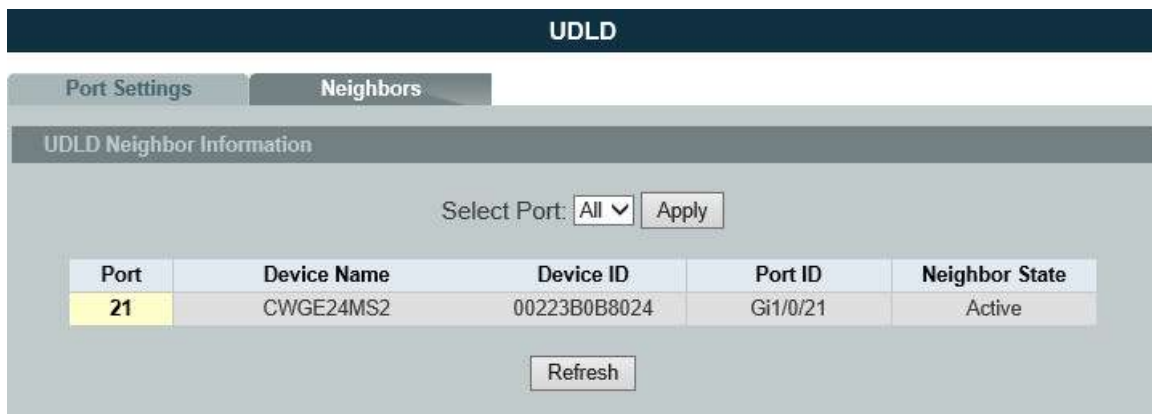 UDLD
Port Settings Neighbors
UDLD Neighbor Information
Select Port: All Apply
Port Device Name Device ID Port ID Neighbor State
21 CWGE24MS2 00223B0B8024 Gi1/0/21 Active
Refresh